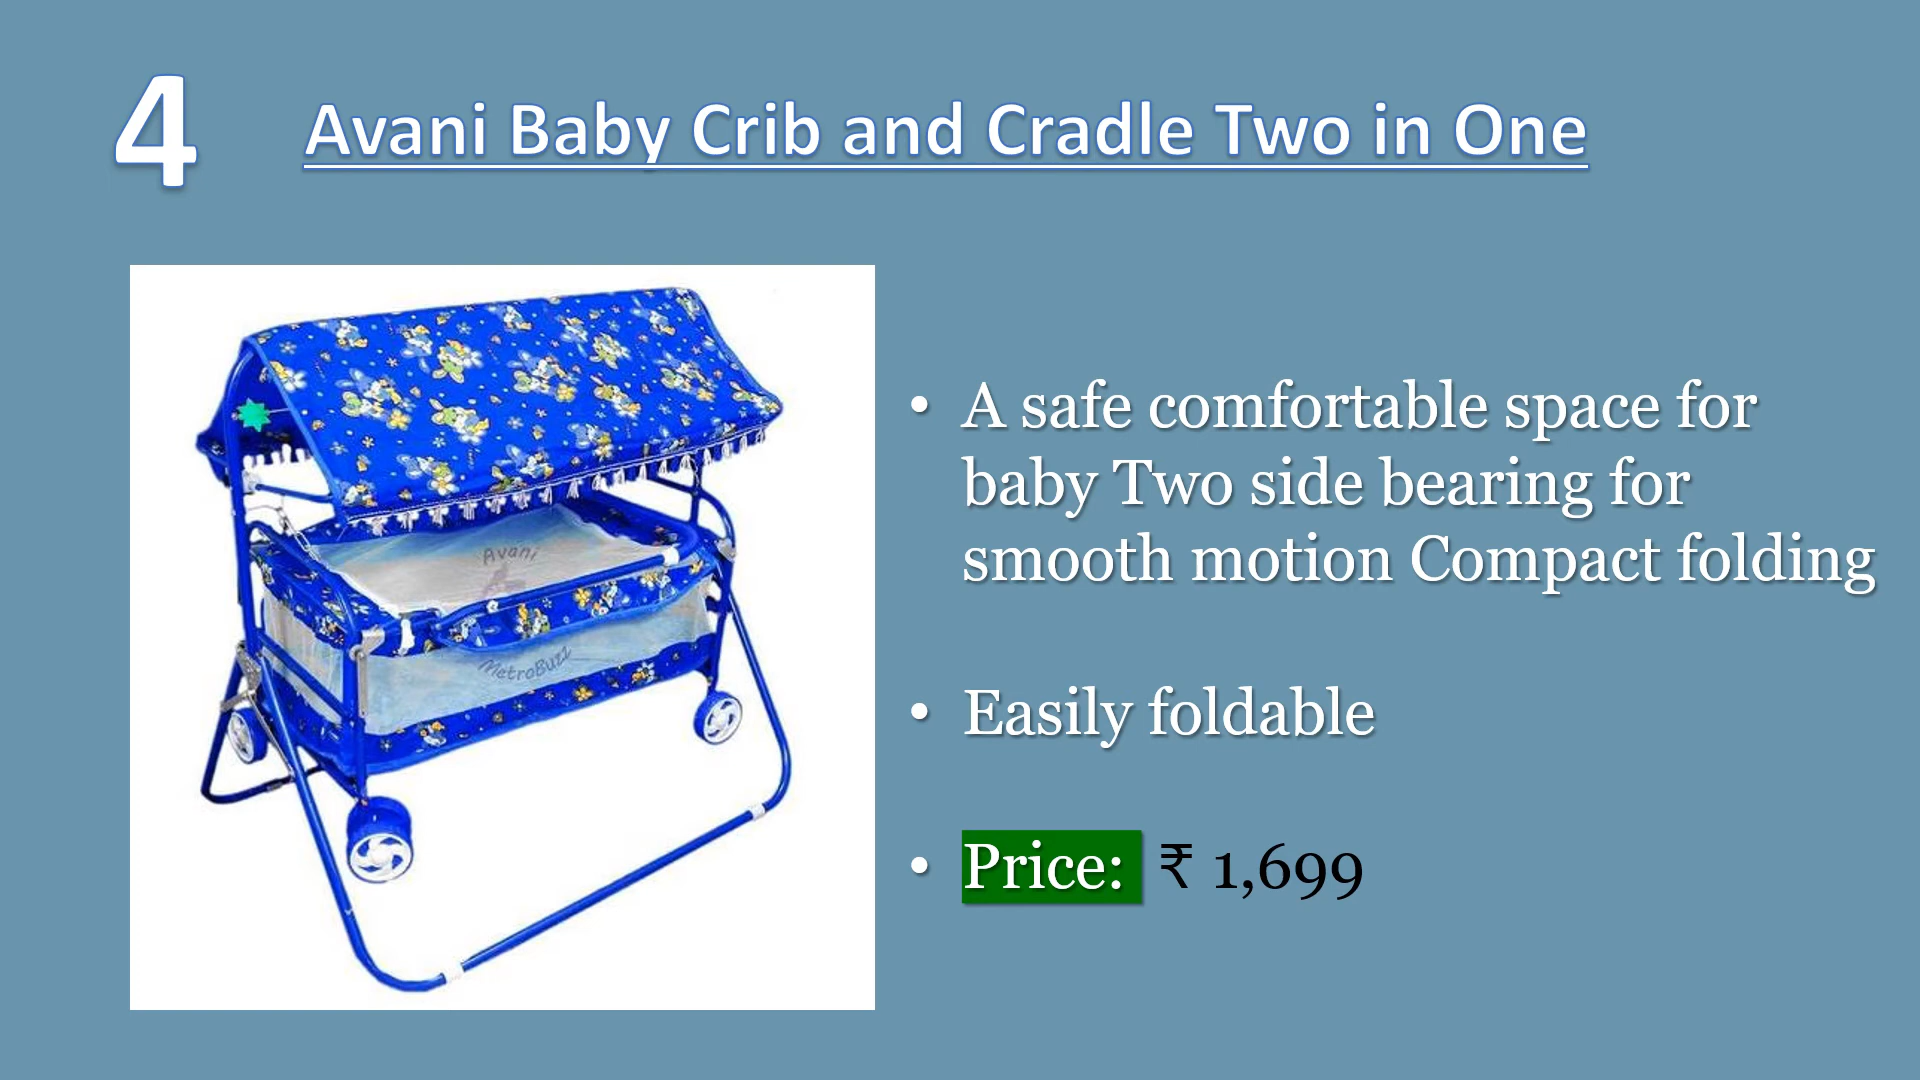 4
Avani Baby Crib and Cradle Two in One
• A safe comfortable space for
baby Two side bearing for
smooth motion Compact folding
• Easily foldable
• Price: ₹ 1,699
Avani
MetroBuzz